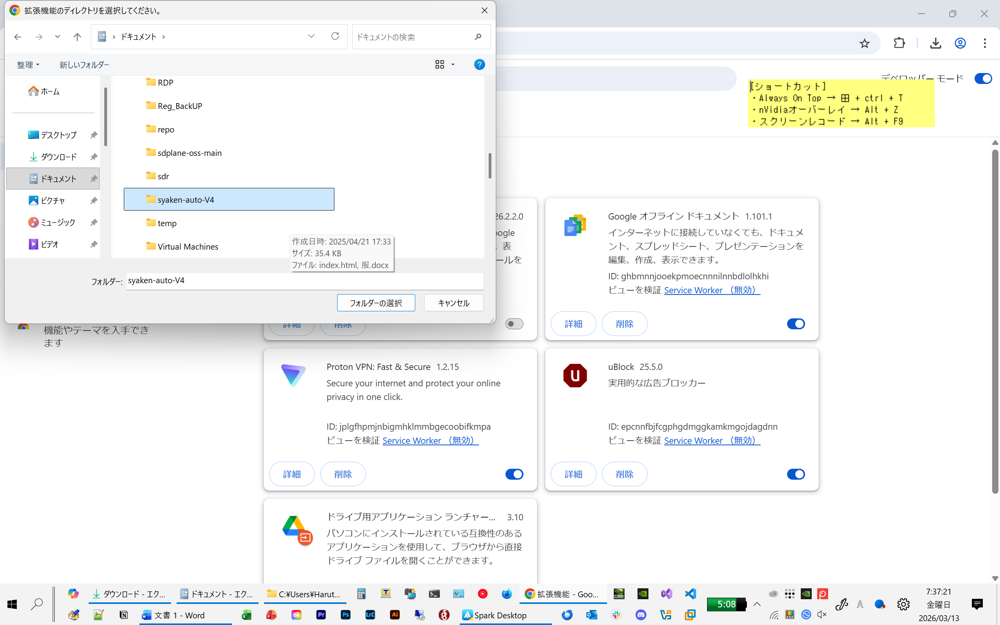 拡張機能のディレクトリを選択してください。
ドキュメント
ドキュメントの検索
整理
新しいフォルダー
ホーム
デスクトップ
ダウンロード
ドキュメント
ピクチャ
ミュージック
ビデオ
RDP
Reg_BackUP
repo
sdplane-oss-main
sdr
syaken-auto-V4
temp
Virtual Machines
作成日時: 2025/04/21 17:33
サイズ: 35.4 KB
ファイル: index.html, 服.docx
フォルダー: syaken-auto-V4
フォルダーの選択
キャンセル
デベロッパー モード
[ショートカット]
・Always On Top → 田 + ctrl + T
・nVidiaオーバーレイ → Alt + Z
・スクリーンレコード → Alt + F9
機能やテーマを入手でき
ます
26.2.2.0
oogle
表
ールを
詳細
削除
Google オフライン ドキュメント 1.101.1
インターネットに接続していなくても、ドキュメ
ント、スプレッドシート、プレゼンテーションを
編集、作成、表示できます。
ID: ghbmnnjooekpmoecnnnilnnbdlolhkhi
ビューを検証 Service Worker （無効）
詳細
削除
Proton VPN: Fast & Secure 1.2.15
Secure your internet and protect your online
privacy in one click.
ID: jplgfhpmjnbigmhklmmbgecoobifkmpa
ビューを検証 Service Worker （無効）
詳細
削除
uBlock 25.5.0
実用的な広告ブロッカー
ID: epcnnfbjfcgphgdmggkamkmgojdagdnn
ビューを検証 Service Worker （無効）
詳細
削除
ドライブ用アプリケーション ランチャー... 3.10
パソコンにインストールされている互換性のある
アプリケーションを使用して、ブラウザから直接
ドライブ ファイルを開くことができます。
ダウンロード - エク...
ドキュメント - エク...
C:¥Users¥Harut...
拡張機能 - Goo...
文書 1 - Word
Spark Desktop
5:08
7:37:21
金曜日
2026/03/13